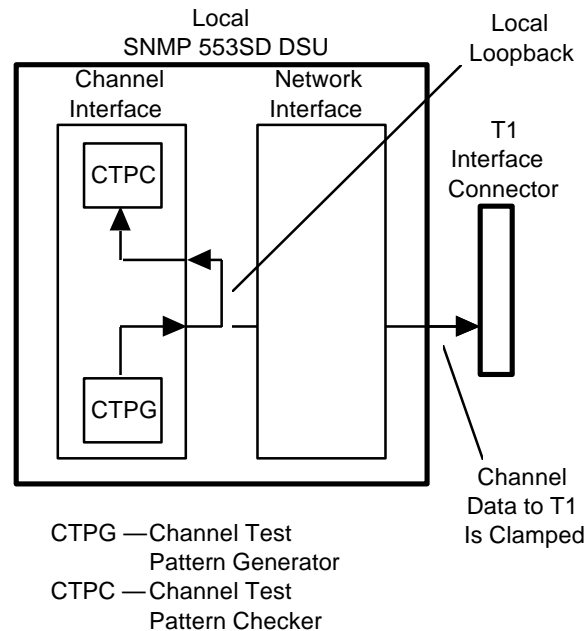 Local
SNMP 553SD DSU
Local
Loopback
Channel
Interface
Network
Interface
T1
Interface
Connector
CTPC
CTPG
Channel
Data to T1
Is Clamped
CTPG — Channel Test
Pattern Generator
CTPC — Channel Test
Pattern Checker